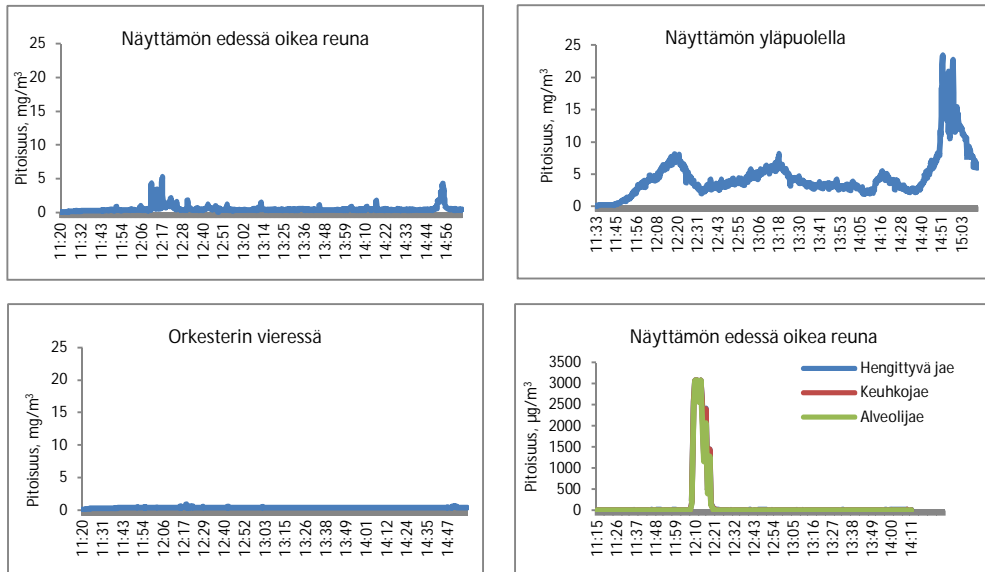 Näyttämön edessä oikea reuna
Pitoisuus, mg/m³
25
20
15
10
5
0
11:20 11:32 11:43 11:54 12:06 12:17 12:28 12:40 12:51 13:03 13:14 13:25 13:36 13:48 13:59 14:10 14:22 14:33 14:44 14:56
Näyttämön yläpuolella
Pitoisuus, mg/m³
25
20
15
10
5
0
11:33 11:45 11:56 12:08 12:20 12:31 12:43 12:55 13:06 13:18 13:30 13:41 13:53 14:05 14:16 14:28 14:40 14:51 15:03
Orkesterin vieressä
Pitoisuus, mg/m³
25
20
15
10
5
0
11:20 11:31 11:43 11:54 12:06 12:17 12:29 12:40 12:52 13:03 13:15 13:26 13:38 13:49 14:01 14:12 14:24 14:35 14:47
Näyttämön edessä oikea reuna
Pitoisuus, µg/m³
3500
3000
2500
2000
1500
1000
500
0
11:15 11:26 11:37 11:48 11:59 12:10 12:21 12:32 12:43 12:54 13:05 13:16 13:27 13:38 13:49 14:00 14:11
Hengittyvä jae
Keuhkojae
Alveolijae